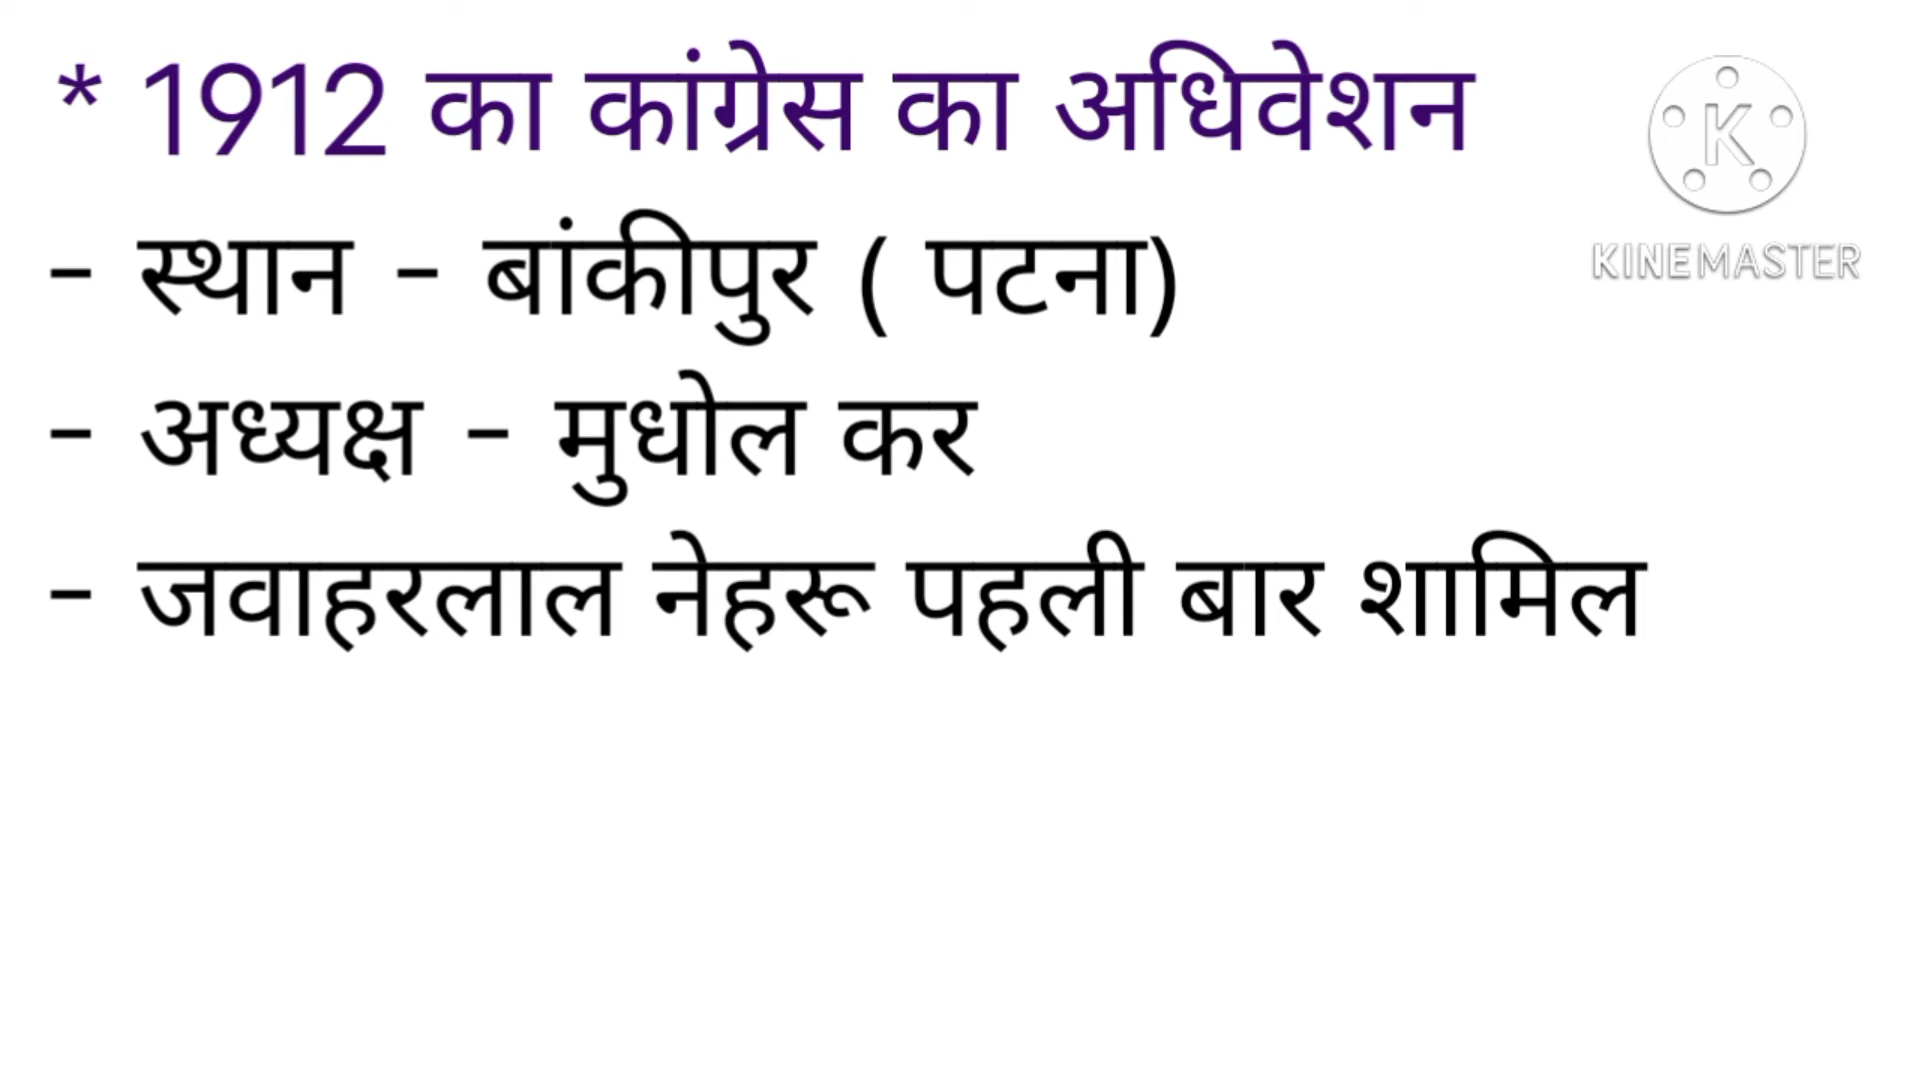 * 1912 का कांग्रेस का अधिवेशन
- स्थान - बांकीपुर ( पटना)
- अध्यक्ष - मुधोल कर
- जवाहरलाल नेहरू पहली बार शामिल
K
KINEMASTER